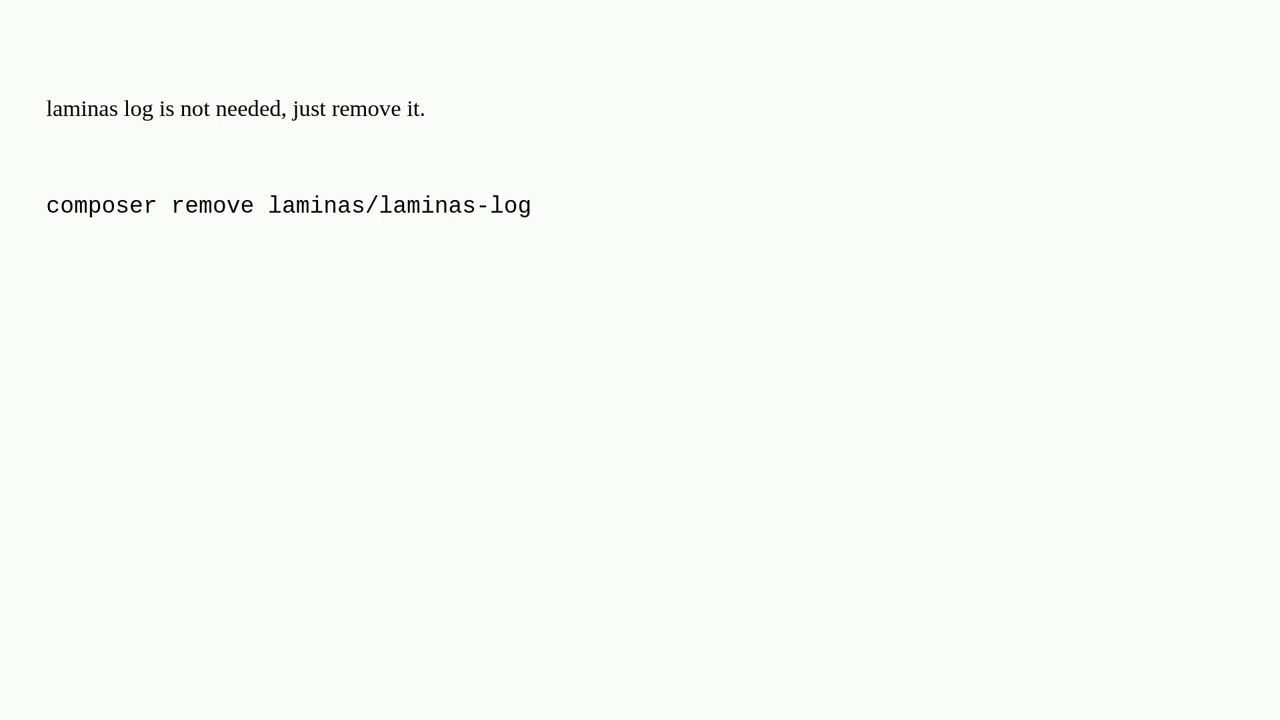 laminas log is not needed, just remove it.
composer remove laminas/laminas-log